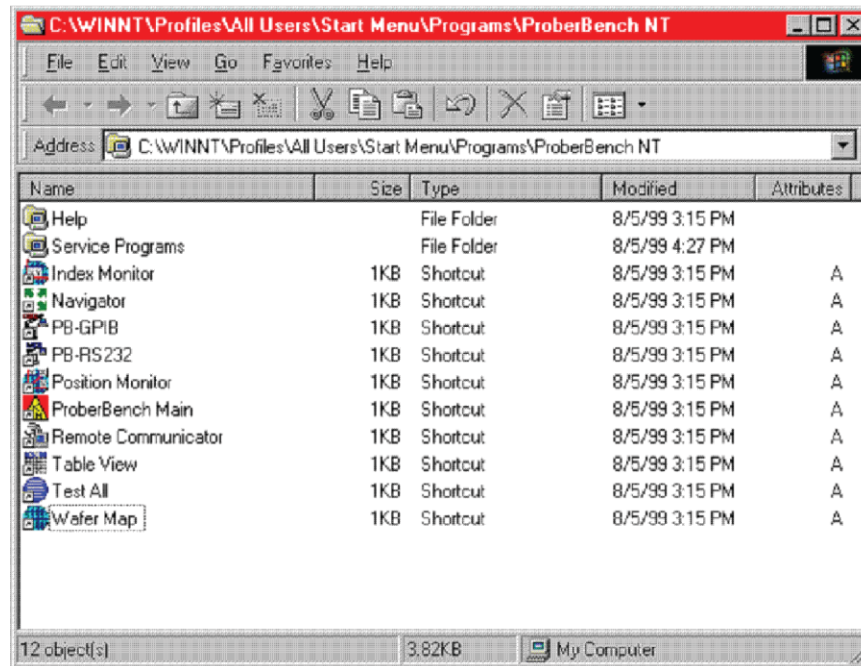 C:\WINNT\Profiles\All Users\Start Menu\Programs\ProberBench NT
File Edit View Go Favorites Help
Address C:\WINNT\Profiles\All Users\Start Menu\Programs\ProberBench NT
Name Size Type Modified Attributes
Help File Folder 8/5/99 3:15 PM
Service Programs File Folder 8/5/99 4:27 PM
Index Monitor 1KB Shortcut 8/5/99 3:15 PM A
Navigator 1KB Shortcut 8/5/99 3:15 PM A
PB-GPIB 1KB Shortcut 8/5/99 3:15 PM A
PB-RS232 1KB Shortcut 8/5/99 3:15 PM A
Position Monitor 1KB Shortcut 8/5/99 3:15 PM A
ProberBench Main 1KB Shortcut 8/5/99 3:15 PM A
Remote Communicator 1KB Shortcut 8/5/99 3:15 PM A
Table View 1KB Shortcut 8/5/99 3:15 PM A
Test All 1KB Shortcut 8/5/99 3:15 PM A
Wafer Map 1KB Shortcut 8/5/99 3:15 PM A
12 object(s) 3.82KB My Computer